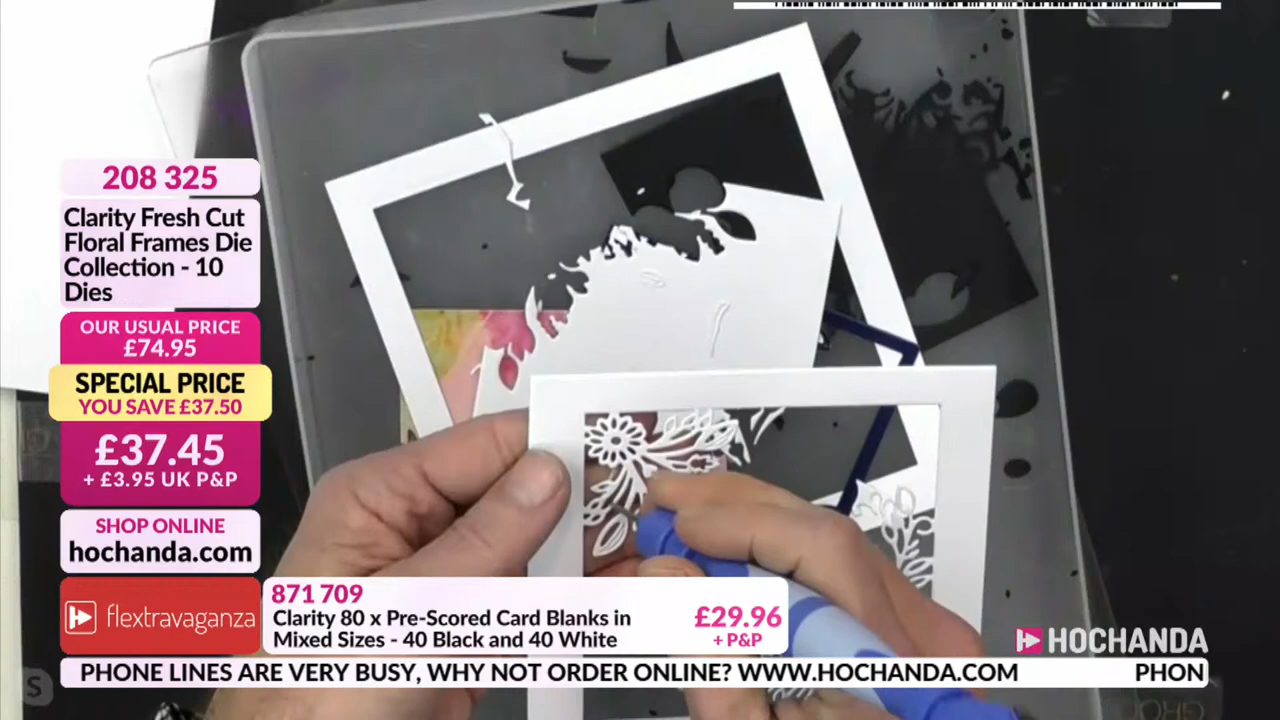 208 325
Clarity Fresh Cut
Floral Frames Die
Collection - 10
Dies
OUR USUAL PRICE
£74.95
SPECIAL PRICE
YOU SAVE £37.50
£37.45
+ £3.95 UK P&P
SHOP ONLINE
hochanda.com
flextravaganza
871 709
Clarity 80 x Pre-Scored Card Blanks in
Mixed Sizes - 40 Black and 40 White
£29.96
+ P&P
HOCHANDA
PHONE LINES ARE VERY BUSY, WHY NOT ORDER ONLINE? WWW.HOCHANDA.COM PHON